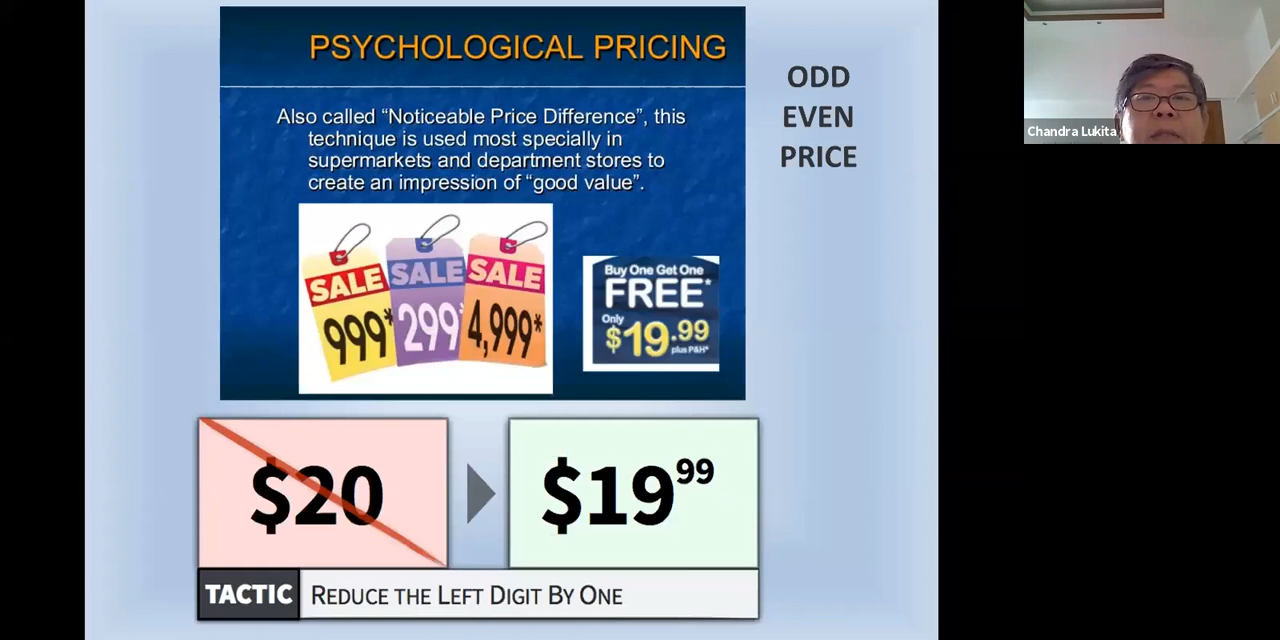 PSYCHOLOGICAL PRICING
Also called “Noticeable Price Difference”, this
technique is used most specially in
supermarkets and department stores to
create an impression of “good value”.
SALE
999*
SALE
299*
SALE
4,999*
Buy One Get One
FREE*
Only
$19.99
plus P&H*
ODD
EVEN
PRICE
Chandra Lukita
$20
$19.99
TACTIC
REDUCE THE LEFT DIGIT BY ONE